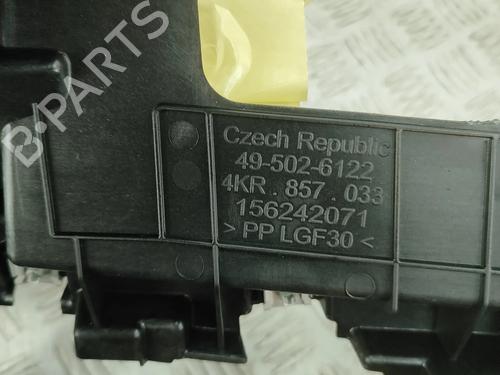 Czech Republic
49-502-6122
4KR . 857 . 033
156242071
> PP LGF30 <
B-PARTS